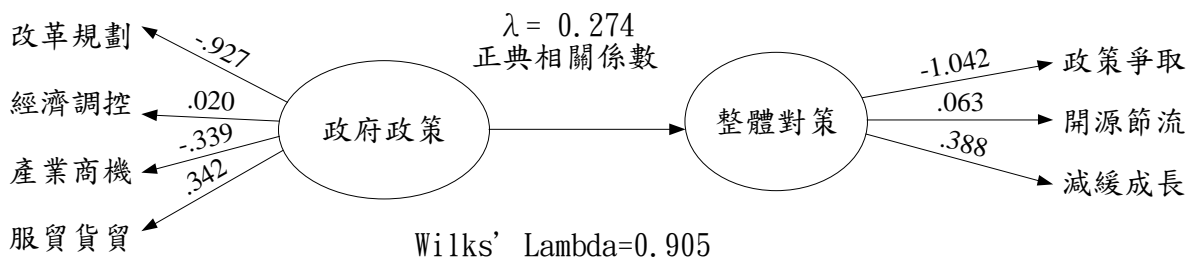 改革規劃
經濟調控
產業商機
服貿貨貿
-.927
.020
-.339
.342
政府政策
λ= 0.274
正典相關係數
整體對策
-1.042
.063
.388
政策爭取
開源節流
減緩成長
Wilks’ Lambda=0.905